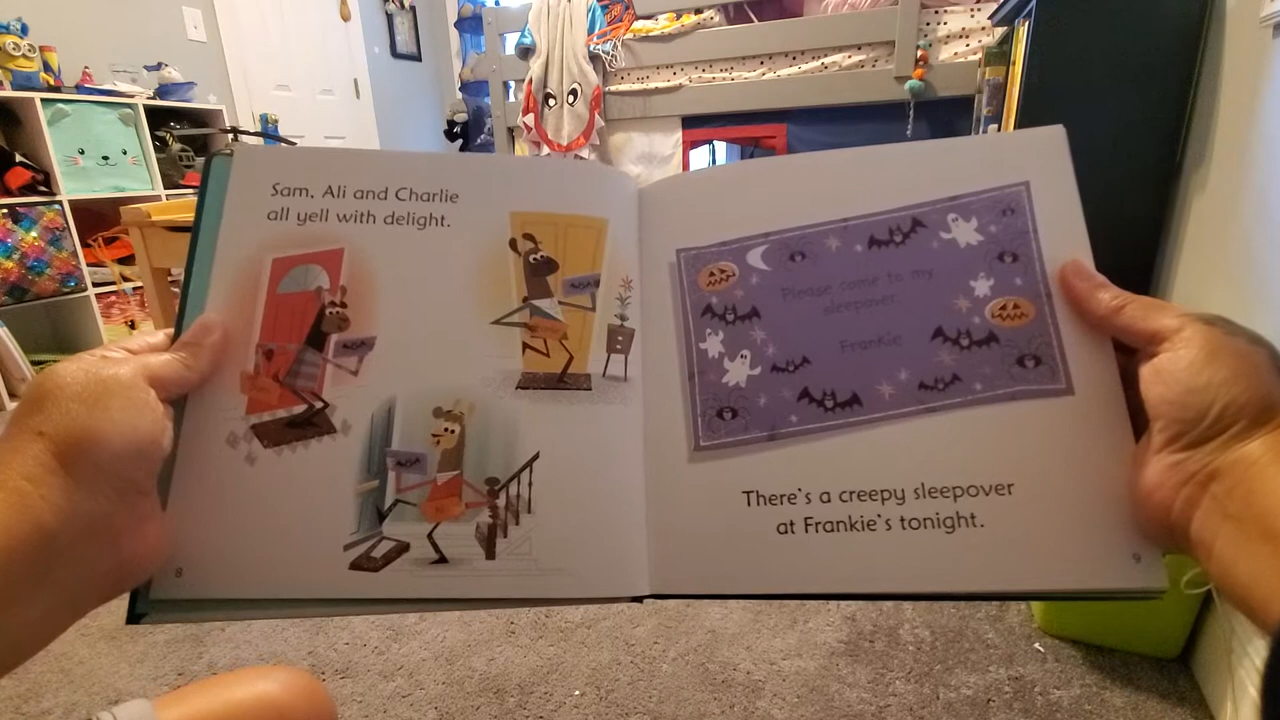 Sam, Ali and Charlie
all yell with delight.
8
Please come to my
sleepover.
Frankie
There's a creepy sleepover
at Frankie's tonight.
9